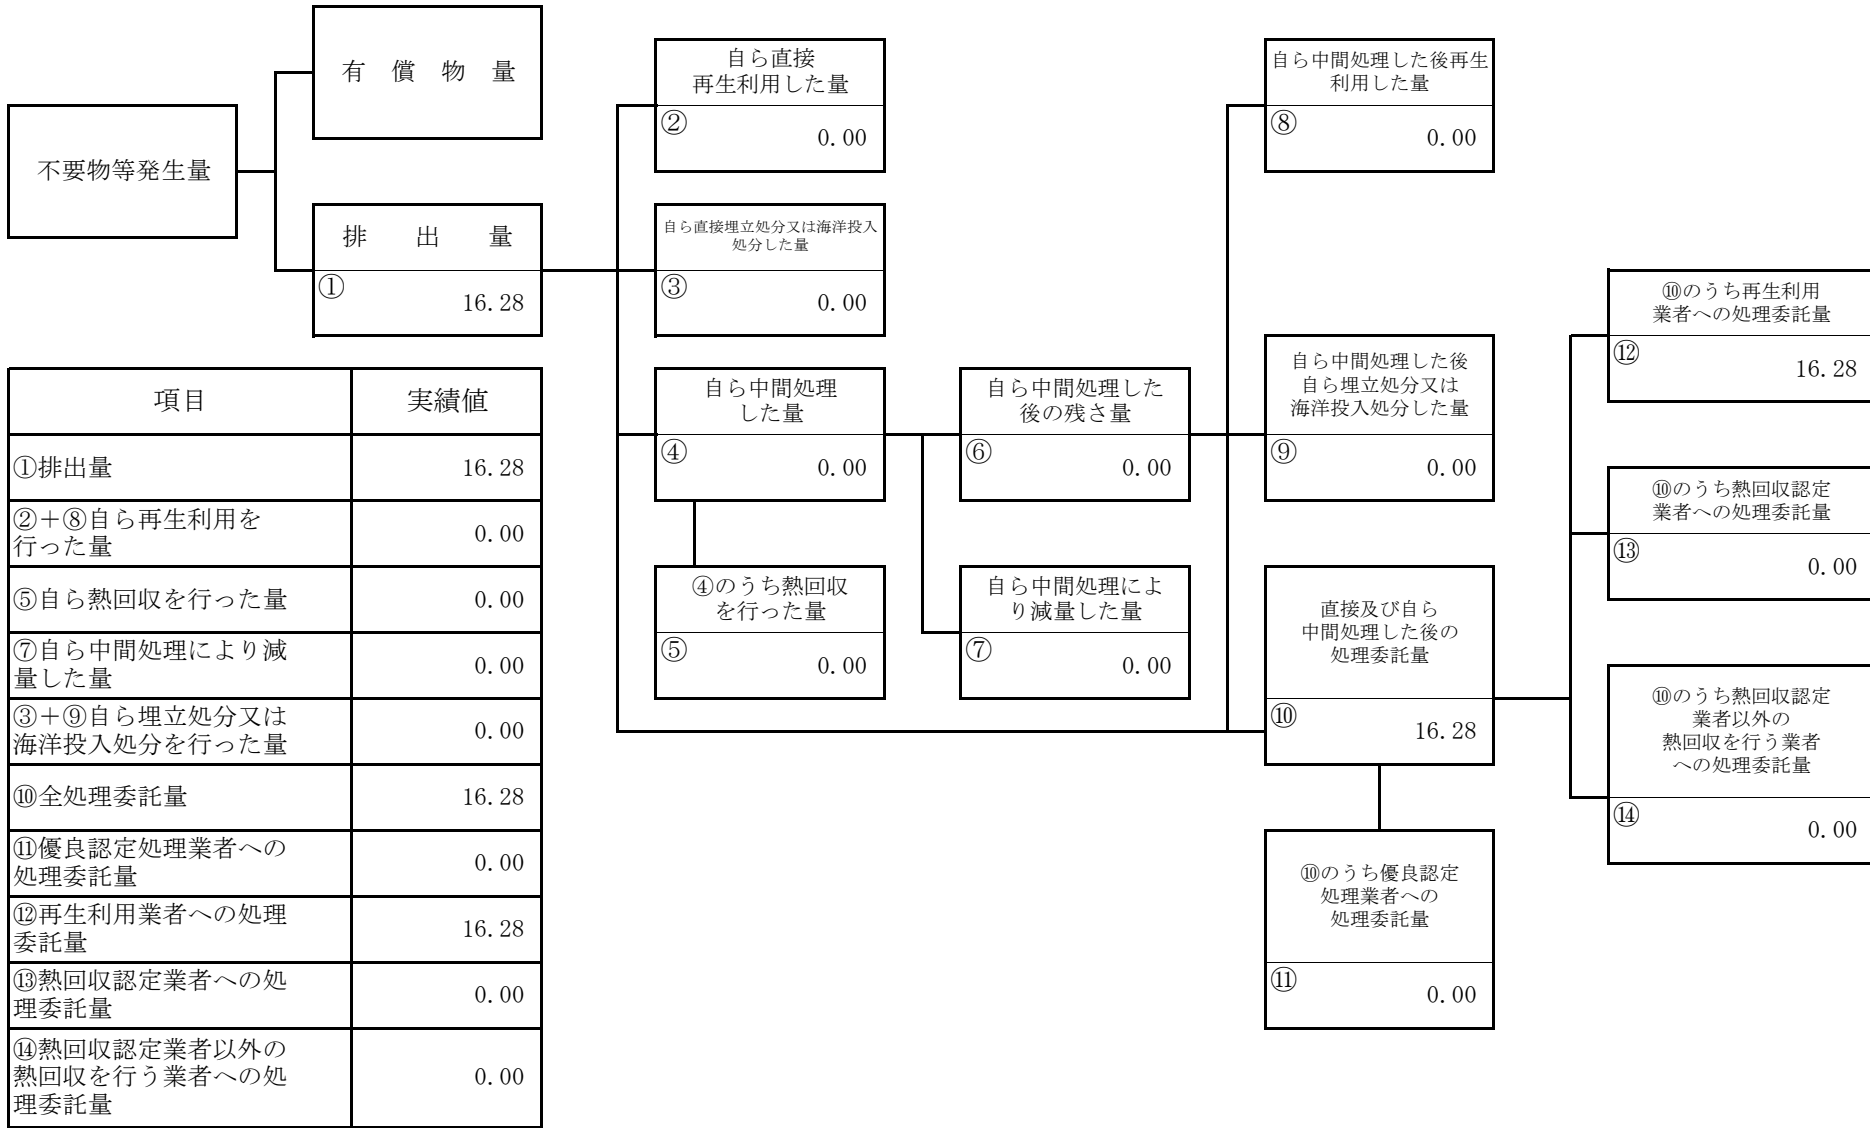 不要物等発生量
有 償 物 量
排 出 量
①
16.28
自ら直接
再生利用した量
②
0.00
自ら直接埋立処分又は海洋投入
処分した量
③
0.00
自ら中間処理
した量
④
0.00
④のうち熱回収
を行った量
⑤
0.00
自ら中間処理した
後の残さ量
⑥
0.00
自ら中間処理によ
り減量した量
⑦
0.00
自ら中間処理した後再生
利用した量
⑧
0.00
自ら中間処理した後
自ら埋立処分又は
海洋投入処分した量
⑨
0.00
直接及び自ら
中間処理した後の
処理委託量
⑩
16.28
⑩のうち優良認定
処理業者への
処理委託量
⑪
0.00
⑩のうち再生利用
業者への処理委託量
⑫
16.28
⑩のうち熱回収認定
業者への処理委託量
⑬
0.00
⑩のうち熱回収認定
業者以外の
熱回収を行う業者
への処理委託量
⑭
0.00
項目 実績値
①排出量 16.28
②＋⑧自ら再生利用を
行った量 0.00
⑤自ら熱回収を行った量 0.00
⑦自ら中間処理により減
量した量 0.00
③＋⑨自ら埋立処分又は
海洋投入処分を行った量 0.00
⑩全処理委託量 16.28
⑪優良認定処理業者への
処理委託量 0.00
⑫再生利用業者への処理
委託量 16.28
⑬熱回収認定業者への処
理委託量 0.00
⑭熱回収認定業者以外の
熱回収を行う業者への処
理委託量 0.00